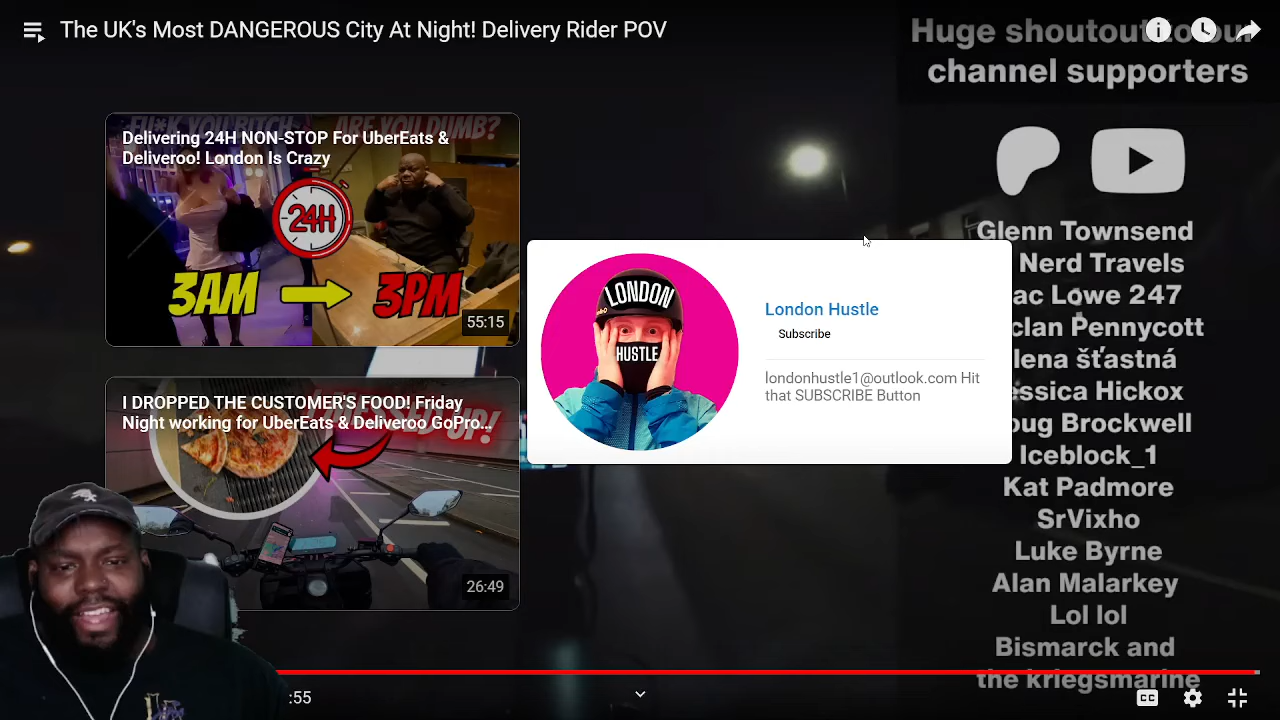 The UK's Most DANGEROUS City At Night! Delivery Rider POV
Huge shoutout to our
channel supporters
Delivering 24H NON-STOP For UberEats &
Deliveroo! London Is Crazy
24H
3AM
3PM
55:15
I DROPPED THE CUSTOMER'S FOOD! Friday
Night working for UberEats & Deliveroo GoPro...
26:49
LONDON
HUSTLE
London Hustle
Subscribe
londonhustle1@outlook.com Hit
that SUBSCRIBE Button
Glenn Townsend
Nerd Travels
Lowe 247
Pennycott
šťastná
Hickox
Brockwell
Iceblock_1
Kat Padmore
SrVixho
Luke Byrne
Alan Malarkey
Lol lol
Bismarck and
the kriegsmarine
:55
CC